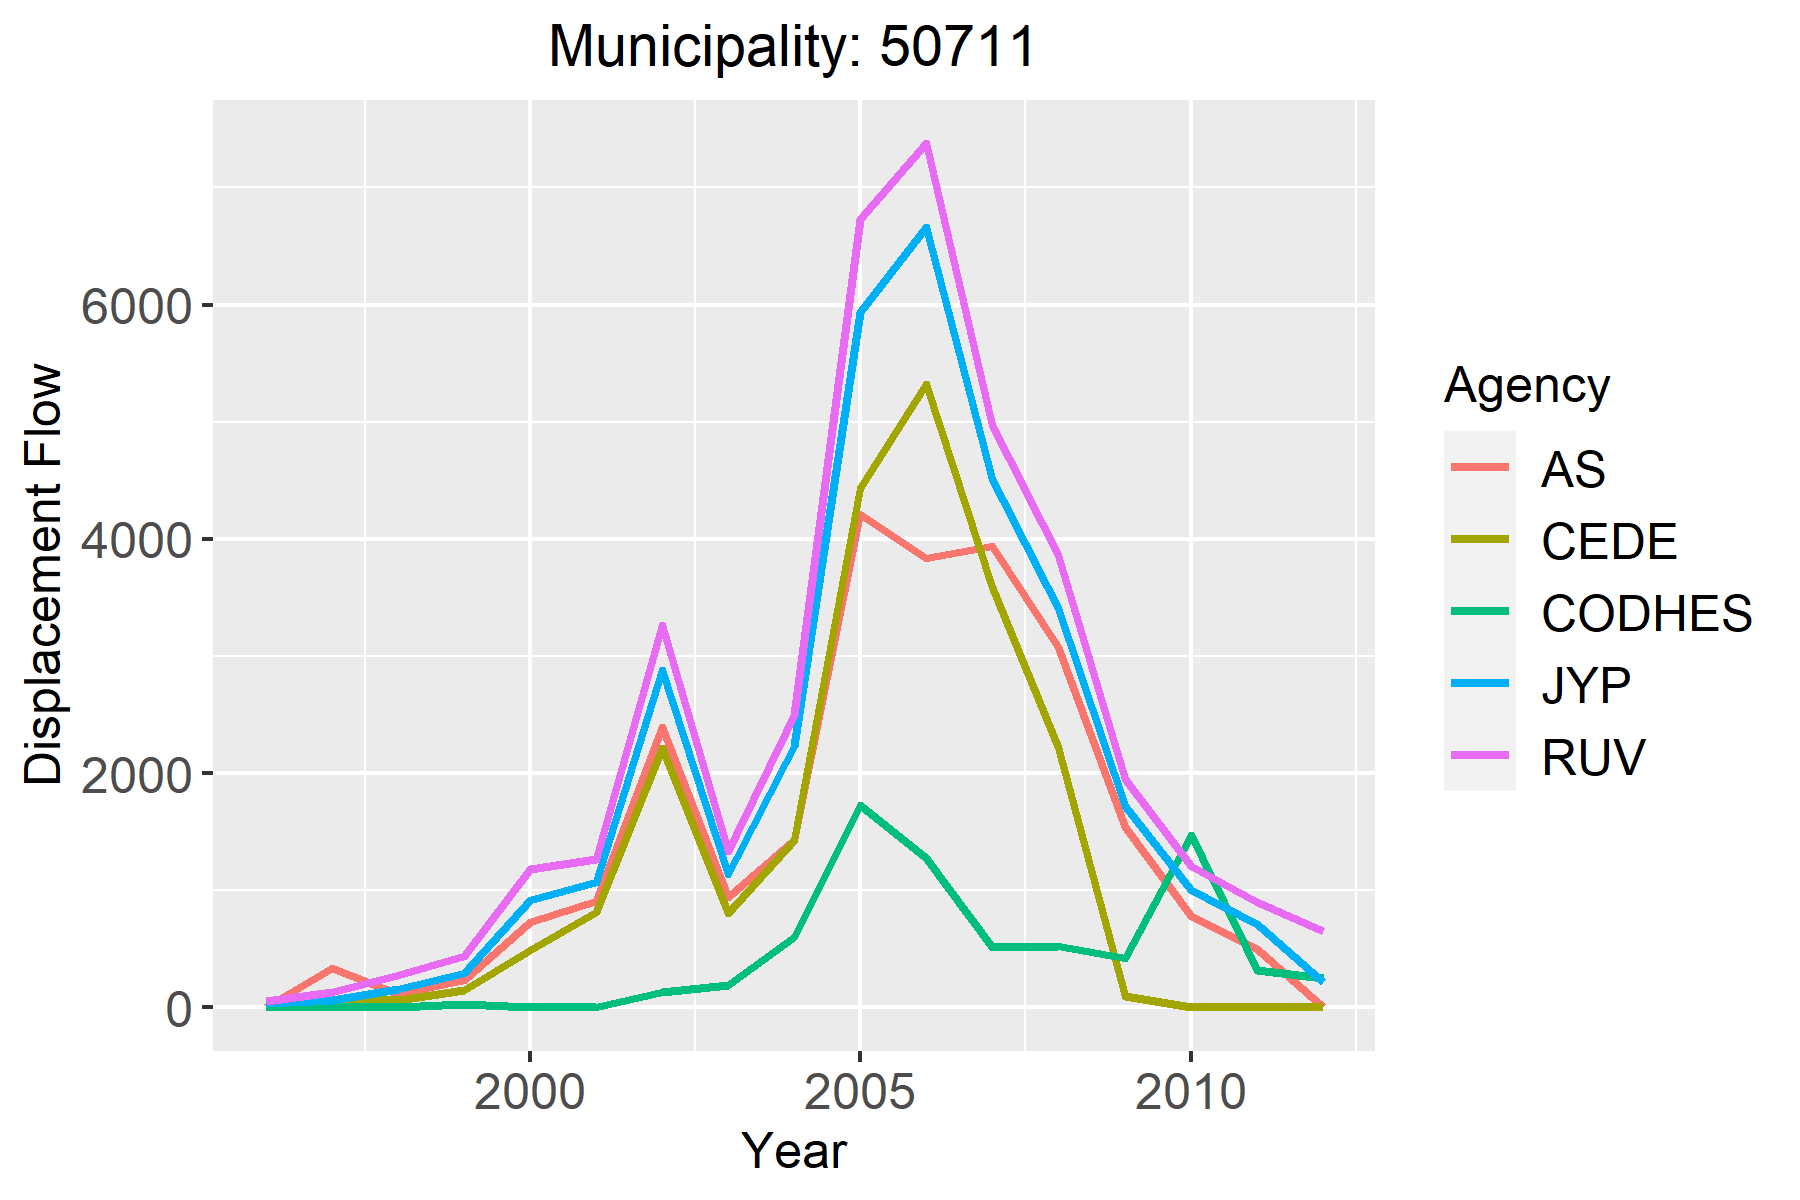 Municipality: 50711
Displacement Flow
6000
4000
2000
0
2000 2005 2010
Year
Agency
AS
CEDE
CODHES
JYP
RUV